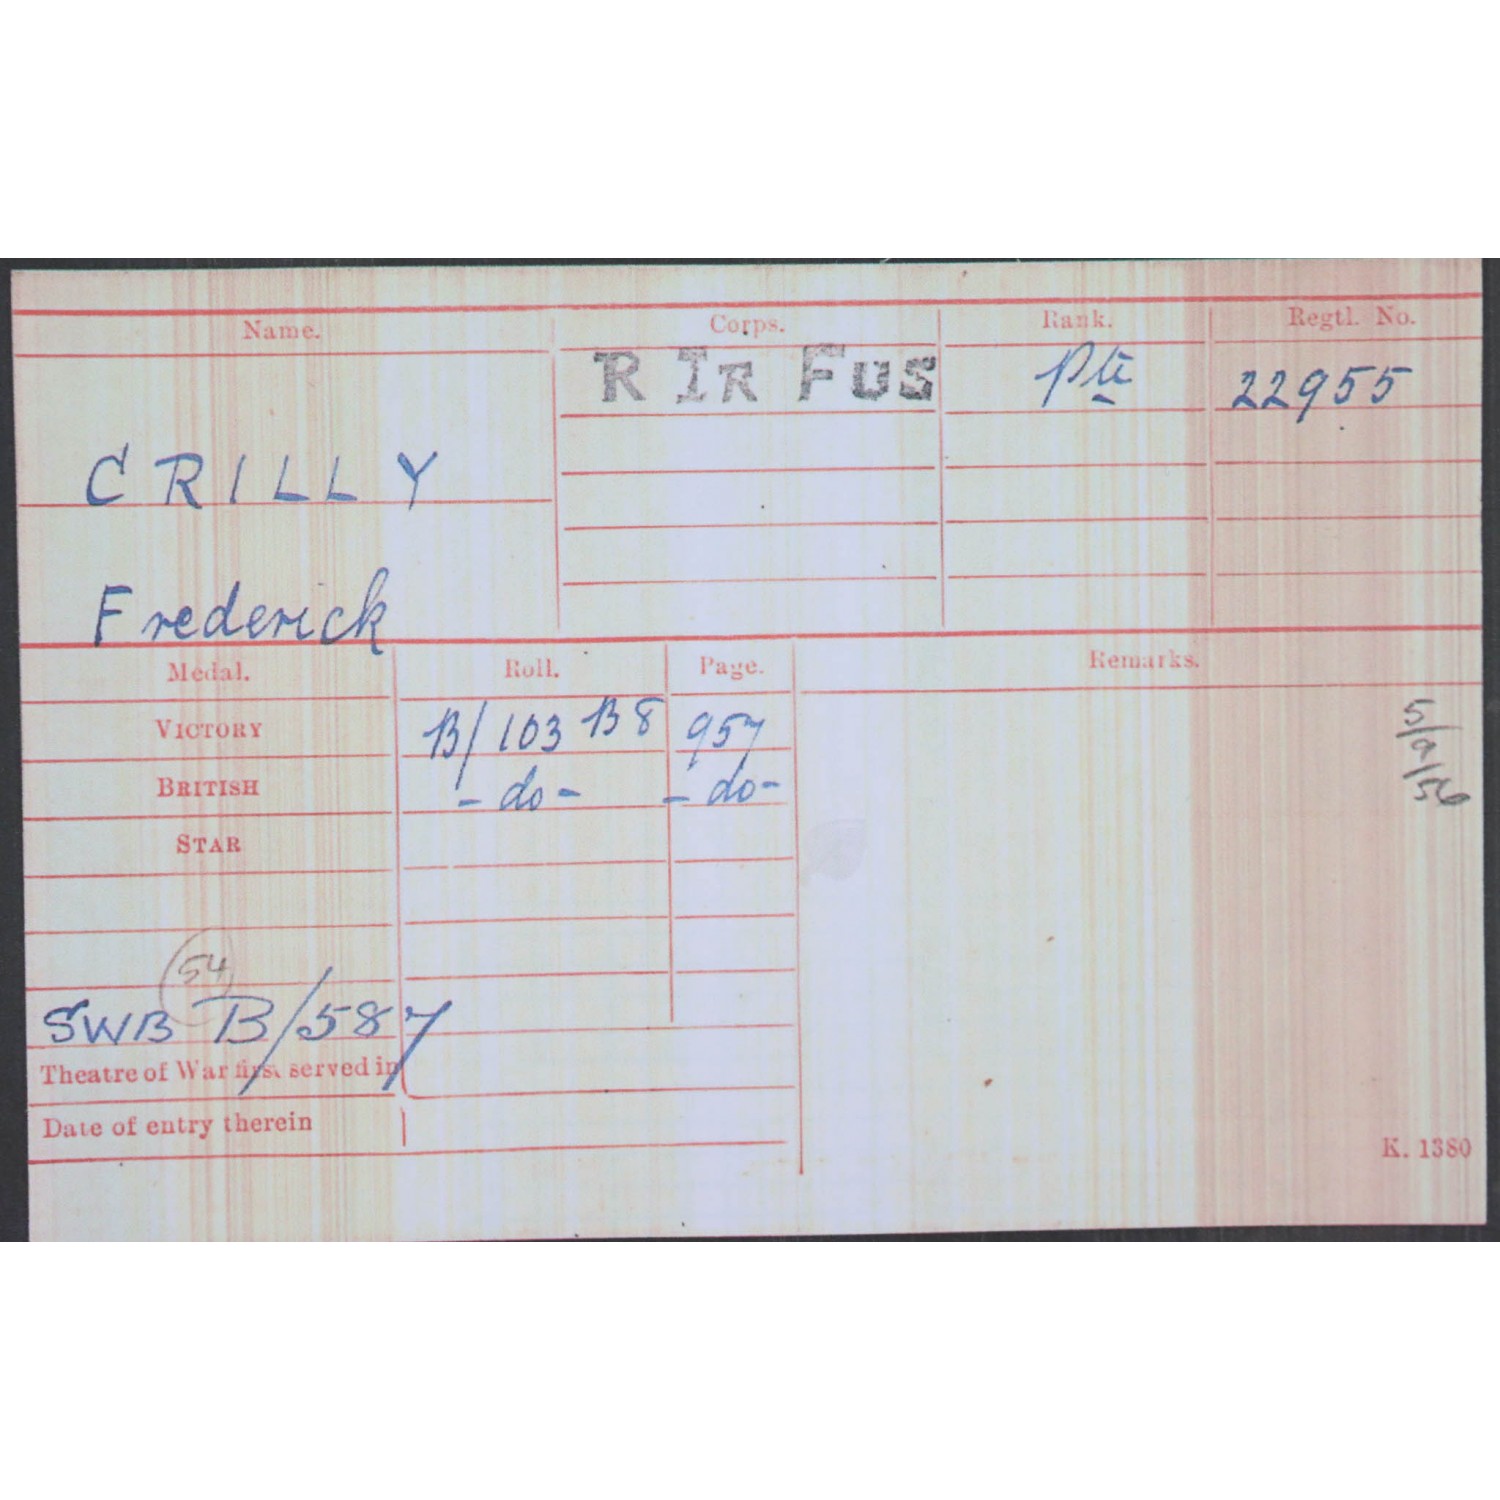 Name. Corps. Rank. Regtl. No.
R IR FUS Pte 22955
CRILLY
Frederick
Medal. Roll. Page. Remarks.
VICTORY B/103 B8 957
BRITISH -do- -do-
5/9/56
STAR
54
SWB B/587
Theatre of War first served in
Date of entry therein
K. 1380